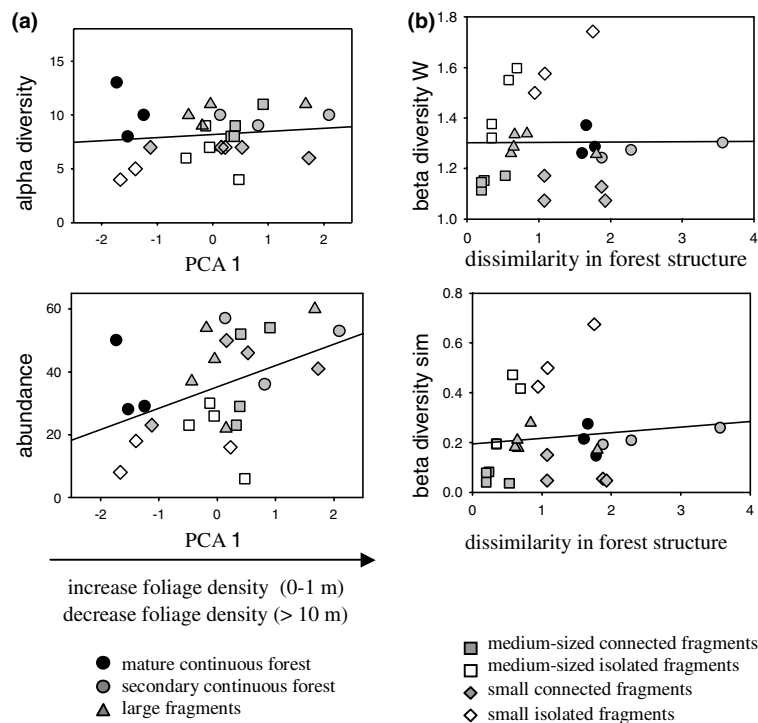 (a)
15
10
5
0
alpha diversity
-2
-1
0
1
2
PCA 1
60
40
20
0
abundance
-2
-1
0
1
2
PCA 1
increase foliage density (0-1 m)
decrease foliage density (> 10 m)
mature continuous forest
secondary continuous forest
large fragments
(b)
1.8
1.6
1.4
1.2
1.0
beta diversity W
0
1
2
3
4
dissimilarity in forest structure
0.8
0.6
0.4
0.2
0.0
beta diversity sim
0
1
2
3
4
dissimilarity in forest structure
medium-sized connected fragments
medium-sized isolated fragments
small connected fragments
small isolated fragments